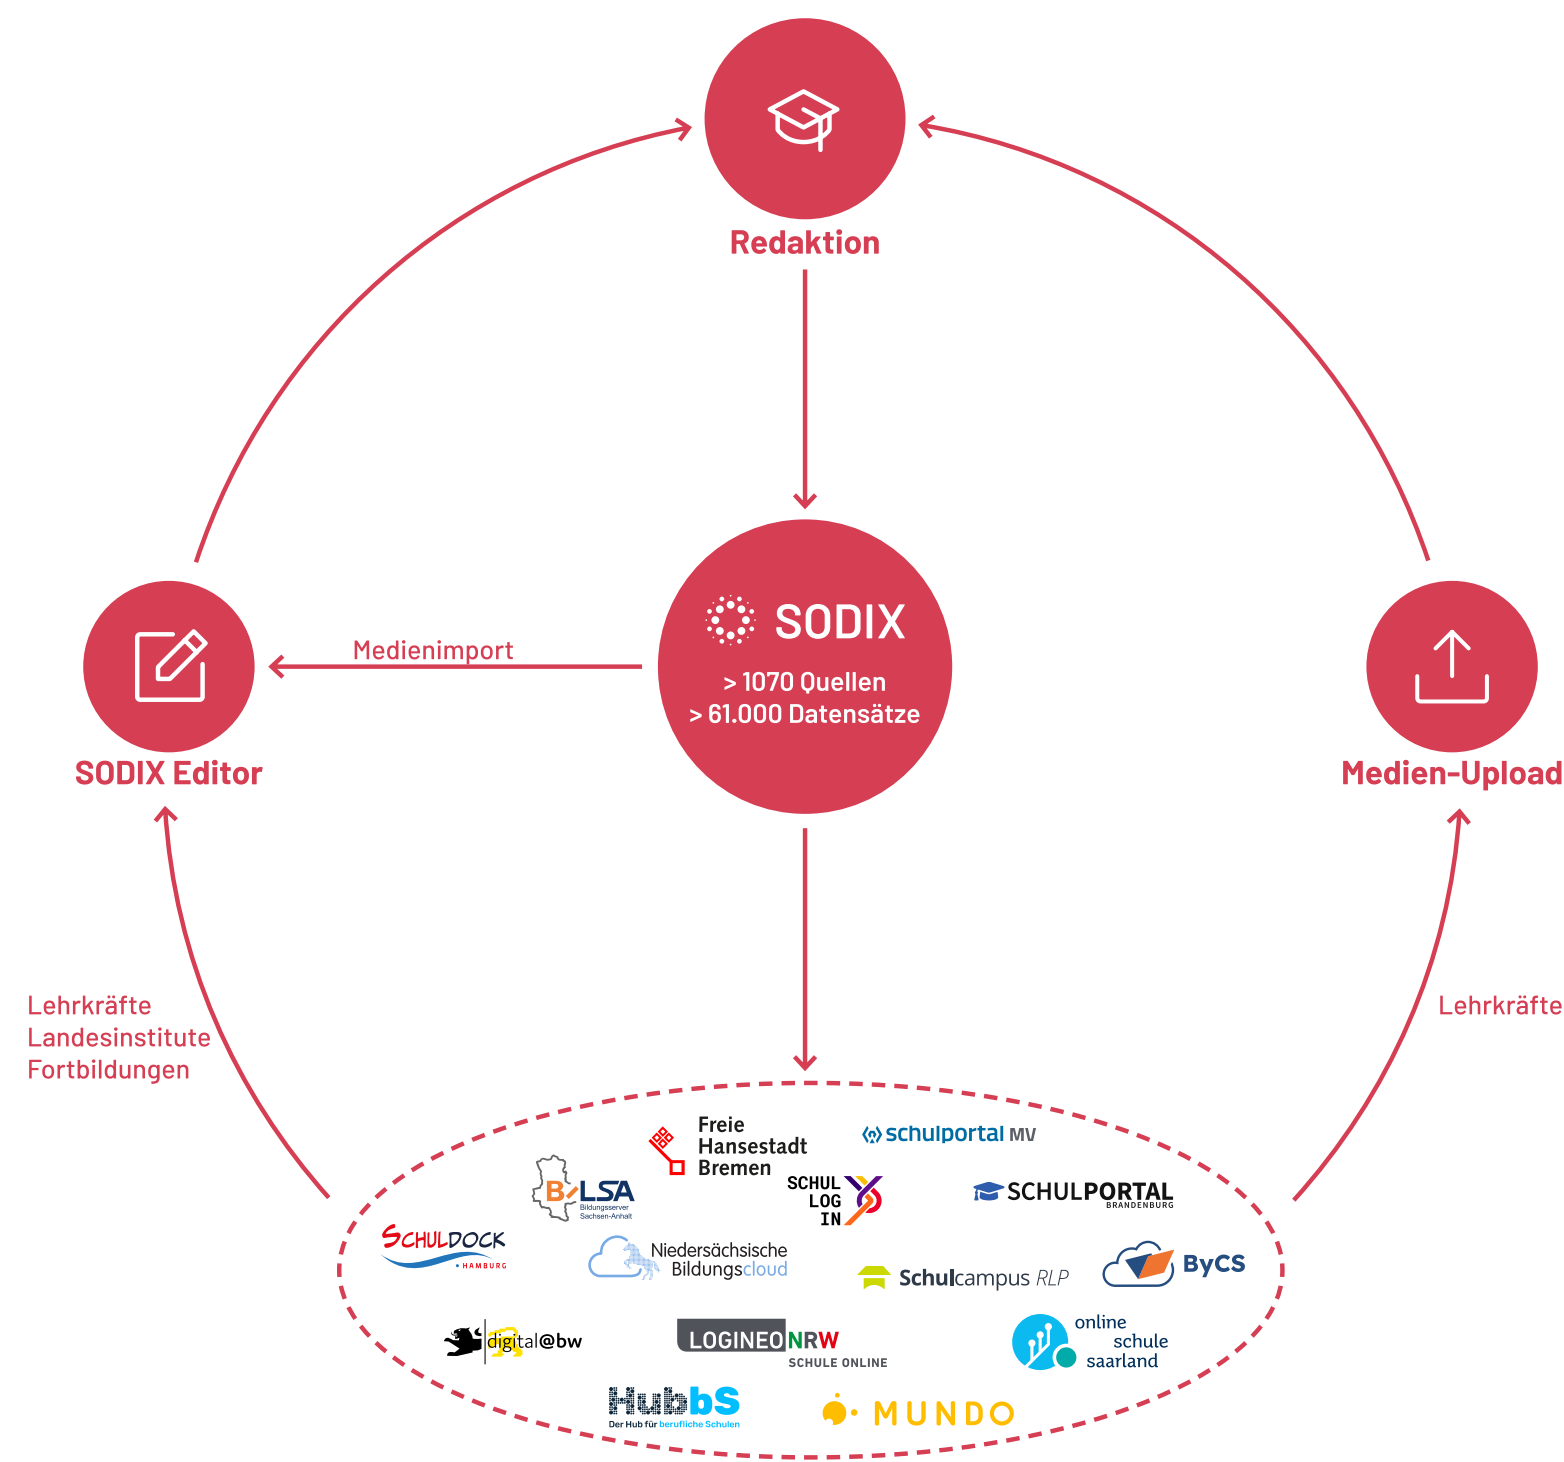 Redaktion
SODIX
> 1070 Quellen
> 61.000 Datensätze
Medienimport
SODIX Editor
Medien-Upload
Lehrkräfte
Landesinstitute
Fortbildungen
Lehrkräfte
Freie
Hansestadt
Bremen
schulportal MV
B LSA
Bildungsserver
Sachsen-Anhalt
SCHUL
LOG
IN
SCHULPORTAL
BRANDENBURG
SCHULDOCK
HAMBURG
Niedersächsische
Bildungscloud
Schulcampus RLP
ByCS
digital@bw
LOGINEO NRW
SCHULE ONLINE
online
schule
saarland
HubbS
Der Hub für berufliche Schulen
MUNDO